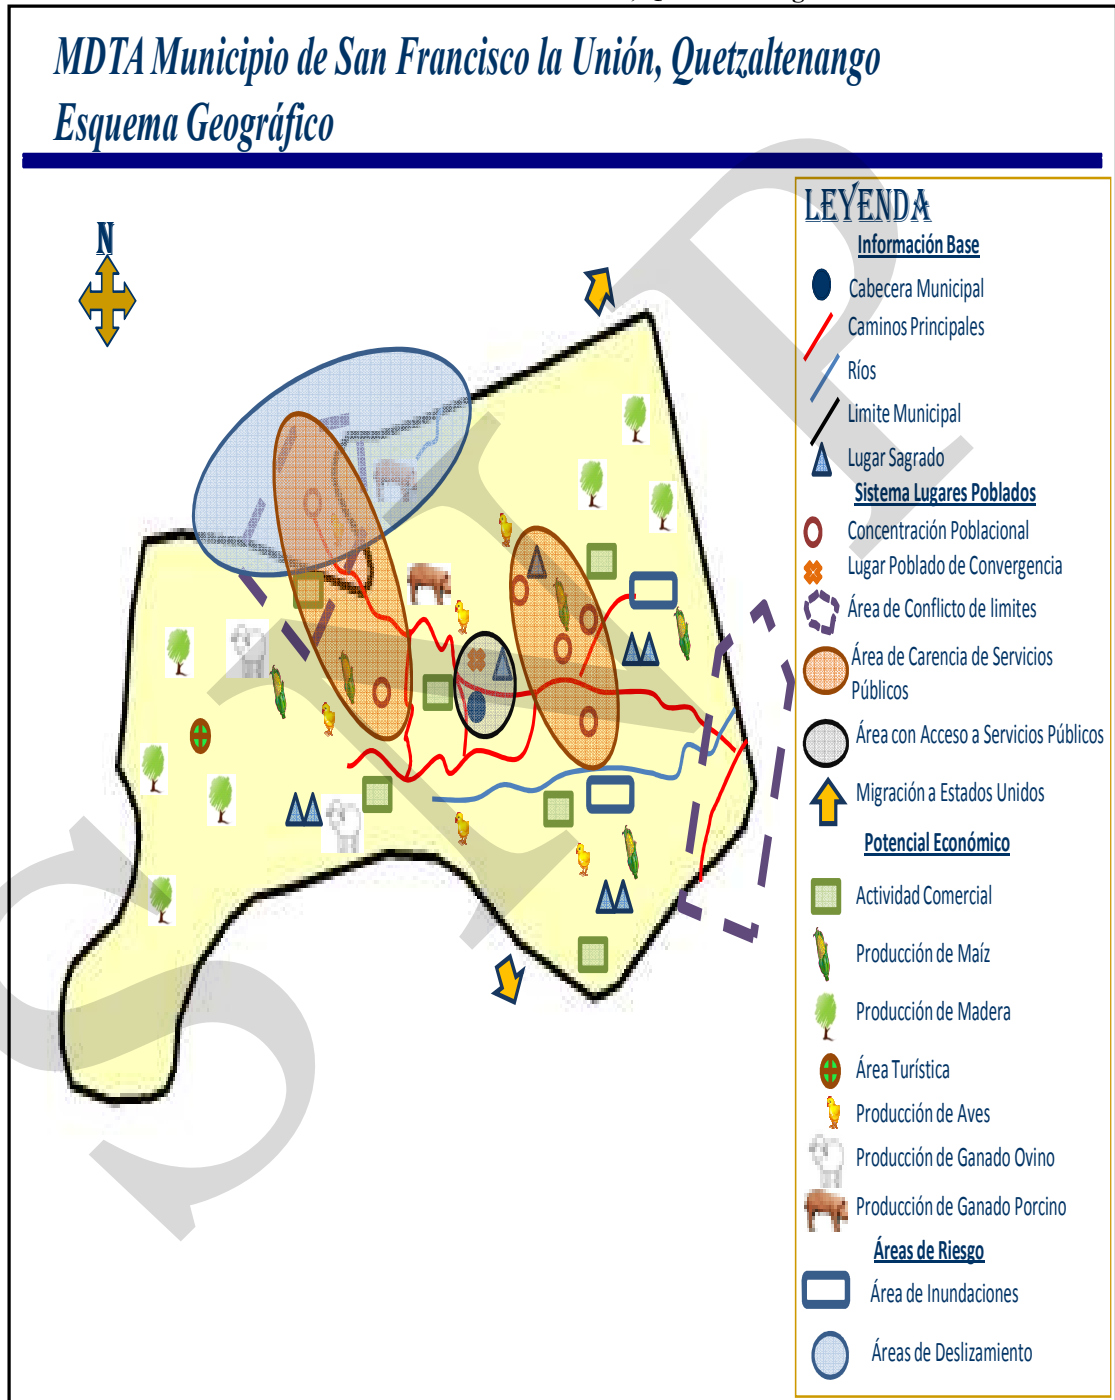 MDTA Municipio de San Francisco la Unión, Quetzaltenango
Esquema Geográfico
N
LEYENDA
Información Base
Cabecera Municipal
Caminos Principales
Ríos
Limite Municipal
Lugar Sagrado
Sistema Lugares Poblados
Concentración Poblacional
Lugar Poblado de Convergencia
Área de Conflicto de limites
Área de Carencia de Servicios
Públicos
Área con Acceso a Servicios Públicos
Migración a Estados Unidos
Potencial Económico
Actividad Comercial
Producción de Maíz
Producción de Madera
Área Turística
Producción de Aves
Producción de Ganado Ovino
Producción de Ganado Porcino
Áreas de Riesgo
Área de Inundaciones
Áreas de Deslizamiento